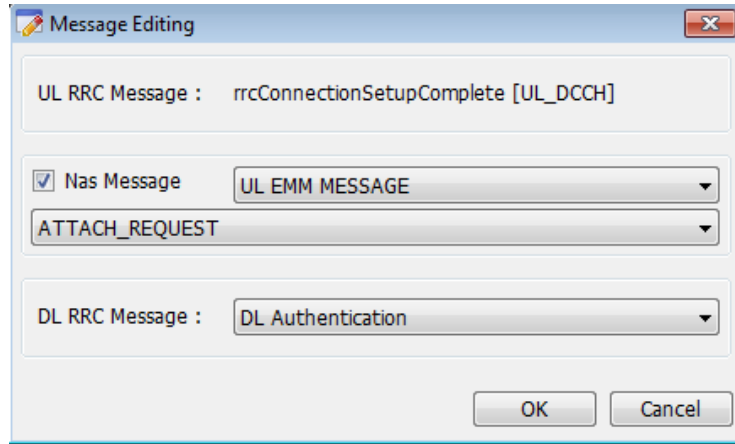 Message Editing
UL RRC Message : rrcConnectionSetupComplete [UL_DCCH]
Nas Message UL EMM MESSAGE
ATTACH_REQUEST
DL RRC Message : DL Authentication
OK Cancel